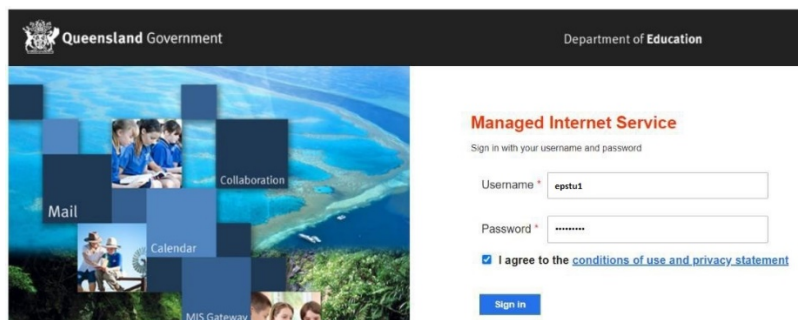 Queensland Government
Department of Education
Mail
Collaboration
Calendar
MIS Gateway
Managed Internet Service
Sign in with your username and password
Username * epstu1
Password * •••••••••
I agree to the conditions of use and privacy statement
Sign in